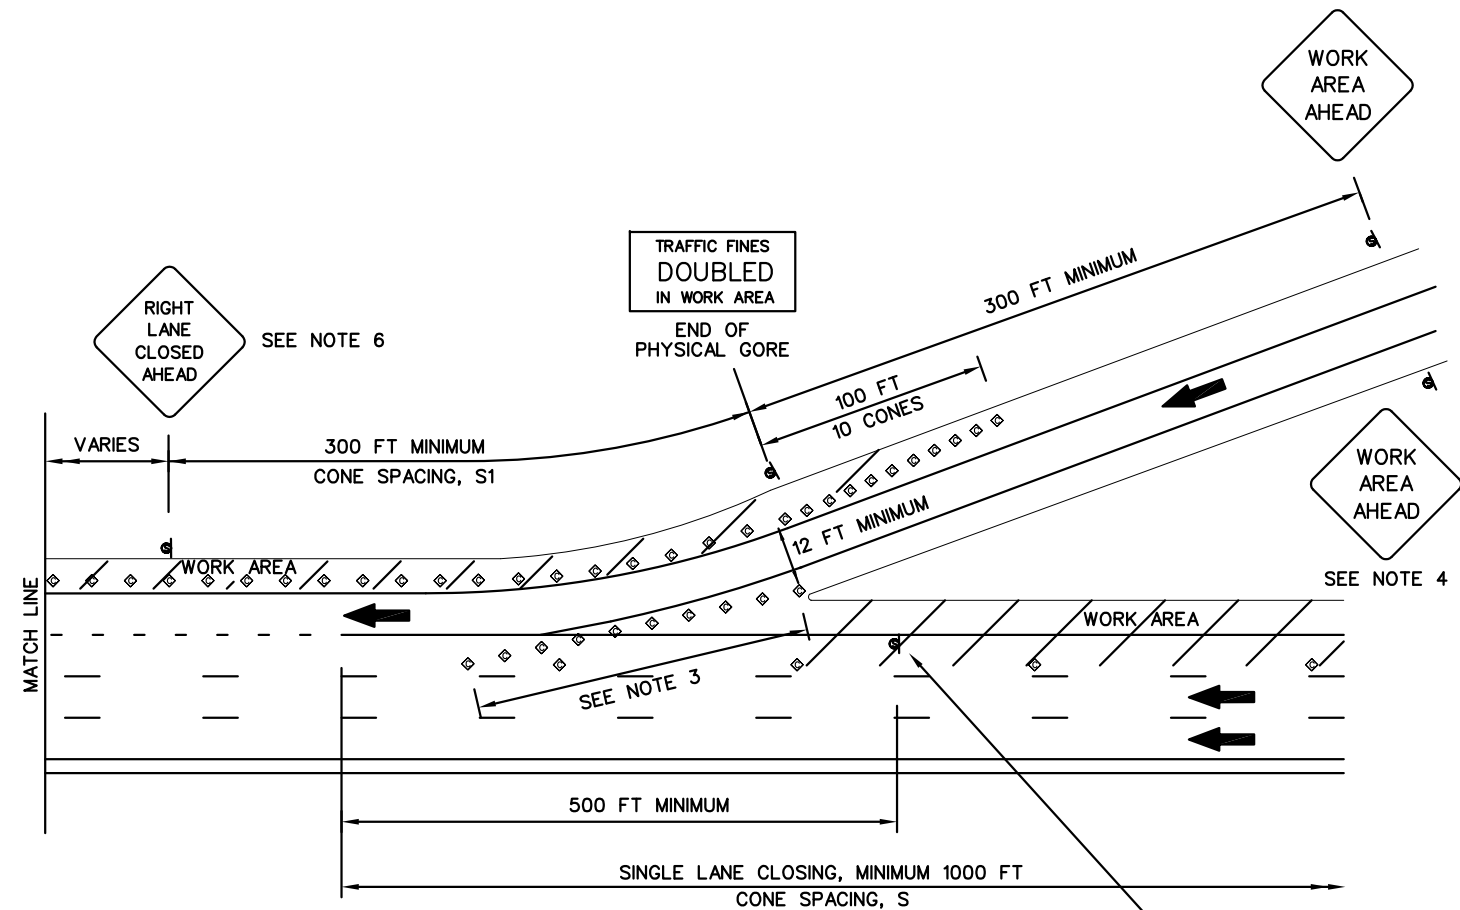 WORK
AREA
AHEAD
TRAFFIC FINES
DOUBLED
IN WORK AREA
END OF
PHYSICAL GORE
300 FT MINIMUM
RIGHT
LANE
CLOSED
AHEAD
SEE NOTE 6
100 FT
10 CONES
VARIES
300 FT MINIMUM
CONE SPACING, S1
WORK
AREA
AHEAD
SEE NOTE 4
12 FT MINIMUM
WORK AREA
WORK AREA
MATCH LINE
SEE NOTE 3
500 FT MINIMUM
SINGLE LANE CLOSING, MINIMUM 1000 FT
CONE SPACING, S